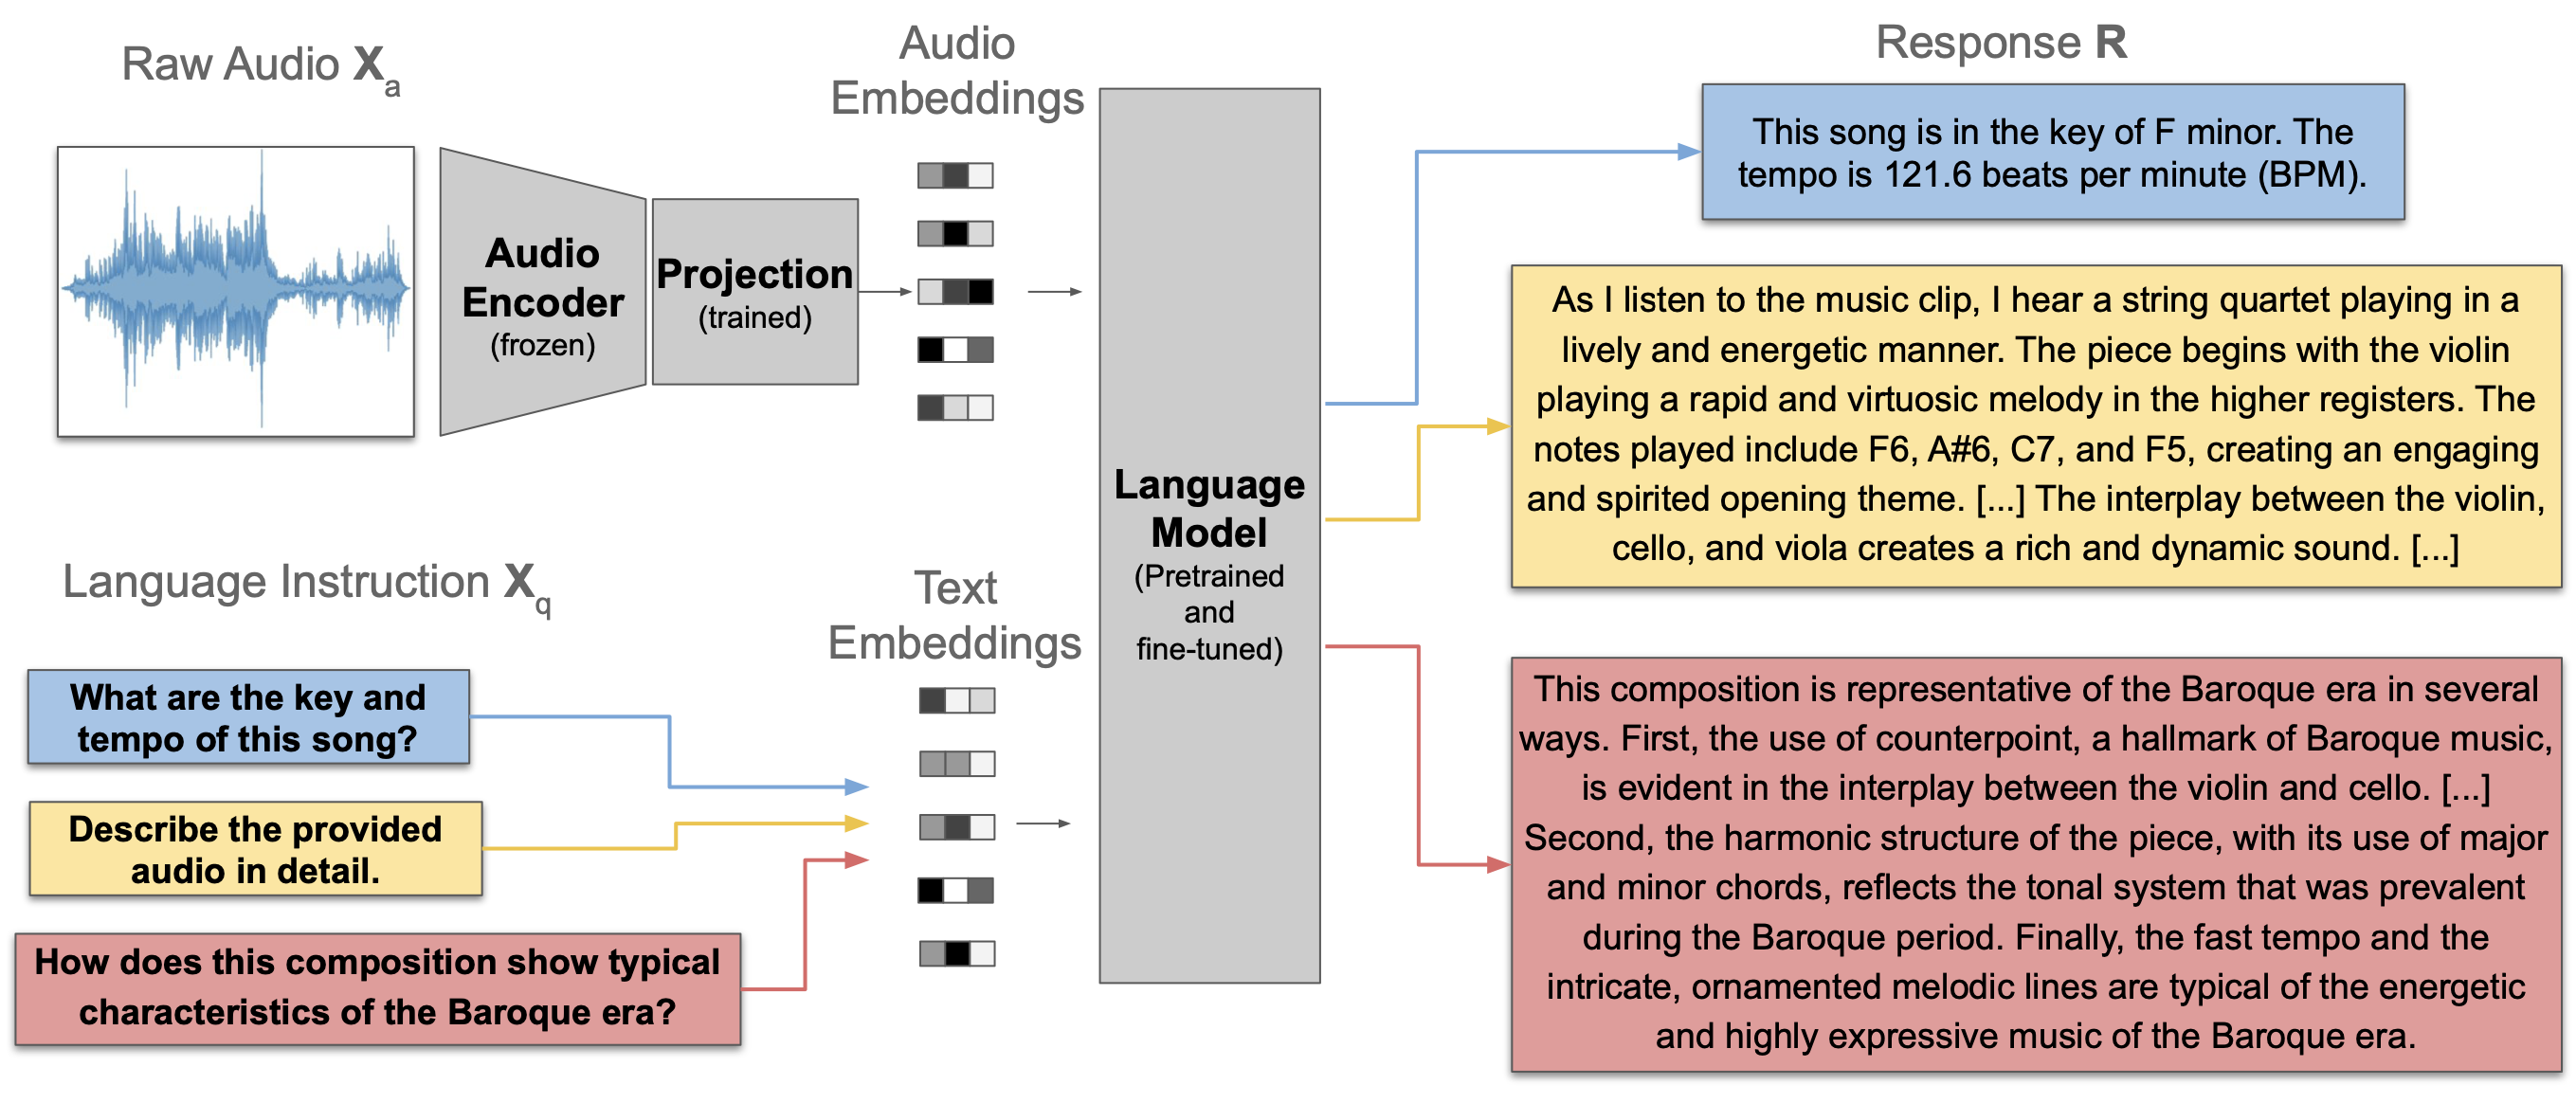 Raw Audio Xa
Audio
Embeddings
Response R
Audio
Encoder
(frozen)
Projection
(trained)
Language
Model
(Pretrained
and
fine-tuned)
This song is in the key of F minor. The
tempo is 121.6 beats per minute (BPM).
As I listen to the music clip, I hear a string quartet playing in a
lively and energetic manner. The piece begins with the violin
playing a rapid and virtuosic melody in the higher registers. The
notes played include F6, A#6, C7, and F5, creating an engaging
and spirited opening theme. [...] The interplay between the violin,
cello, and viola creates a rich and dynamic sound. [...]
Language Instruction Xq
Text
Embeddings
What are the key and
tempo of this song?
Describe the provided
audio in detail.
How does this composition show typical
characteristics of the Baroque era?
This composition is representative of the Baroque era in several
ways. First, the use of counterpoint, a hallmark of Baroque music,
is evident in the interplay between the violin and cello. [...]
Second, the harmonic structure of the piece, with its use of major
and minor chords, reflects the tonal system that was prevalent
during the Baroque period. Finally, the fast tempo and the
intricate, ornamented melodic lines are typical of the energetic
and highly expressive music of the Baroque era.